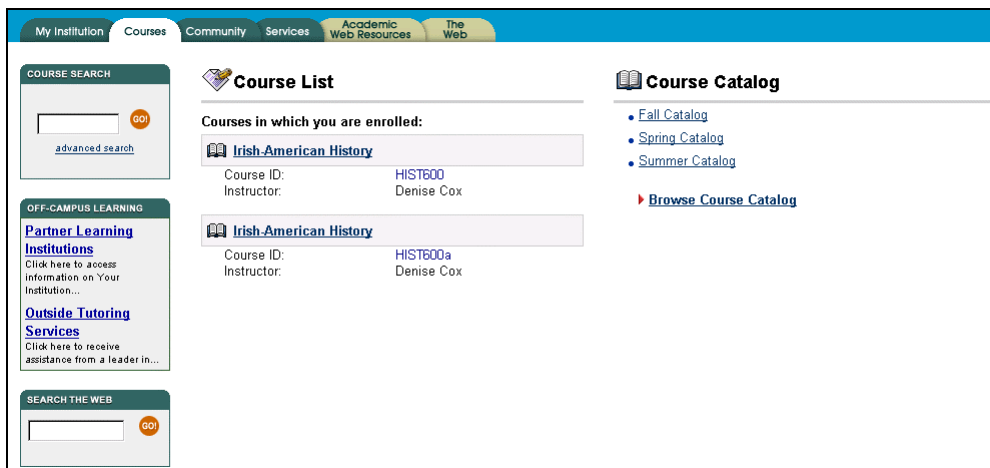 My Institution Courses Community Services Academic Web Resources The Web
COURSE SEARCH
GO!
advanced search
OFF-CAMPUS LEARNING
Partner Learning
Institutions
Click here to access
information on Your
Institution...
Outside Tutoring
Services
Click here to receive
assistance from a leader in...
SEARCH THE WEB
GO!
Course List
Courses in which you are enrolled:
Irish-American History
Course ID: HIST600
Instructor: Denise Cox
Irish-American History
Course ID: HIST600a
Instructor: Denise Cox
Course Catalog
Fall Catalog
Spring Catalog
Summer Catalog
Browse Course Catalog